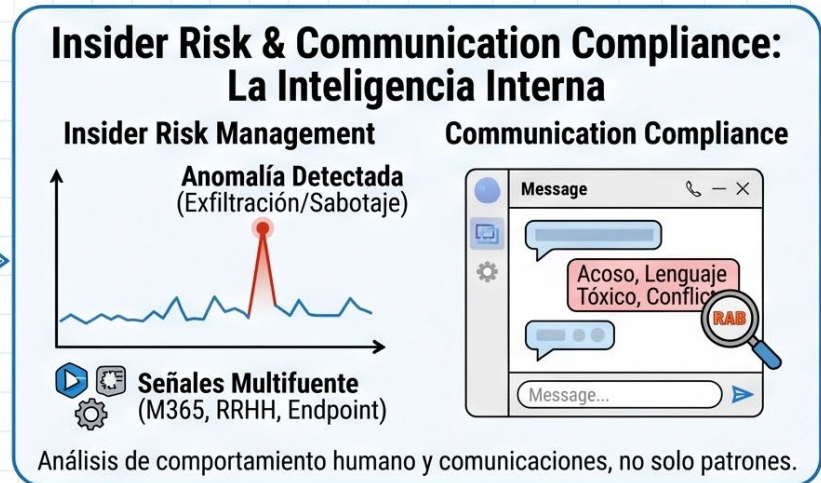 Insider Risk & Communication Compliance:
La Inteligencia Interna
Insider Risk Management
Anomalía Detectada
(Exfiltración/Sabotaje)
Señales Multifuente
(M365, RRHH, Endpoint)
Communication Compliance
Message
Acoso, Lenguaje
Tóxico, Conflic
RAB
Message...
Análisis de comportamiento humano y comunicaciones, no solo patrones.